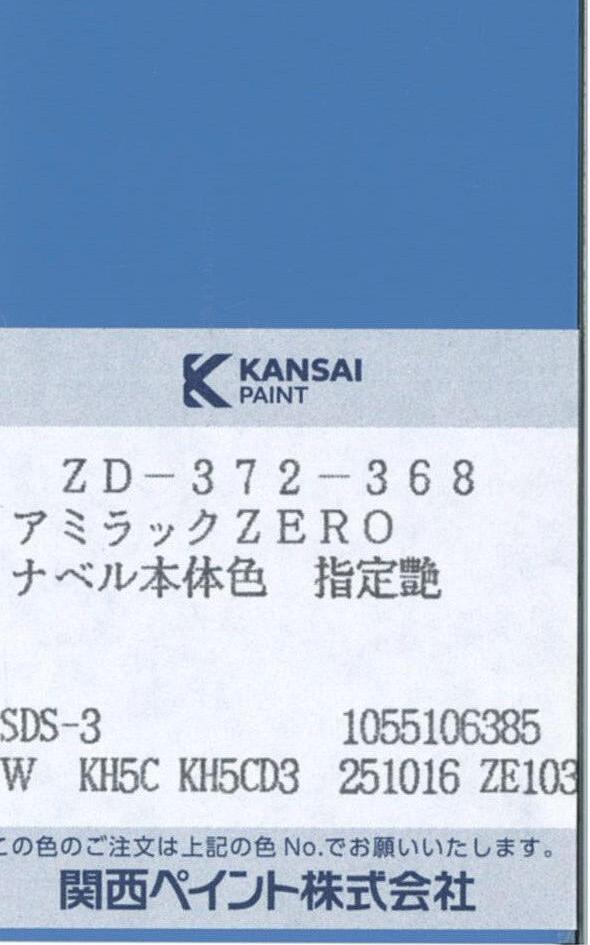 KANSAI
PAINT
ZD-372-368
アミラックZERO
ナベル本体色 指定艶
SDS-3 1055106385
W KH5C KH5CD3 251016 ZE103
この色のご注文は上記の色 No.でお願いいたします。
関西ペイント株式会社